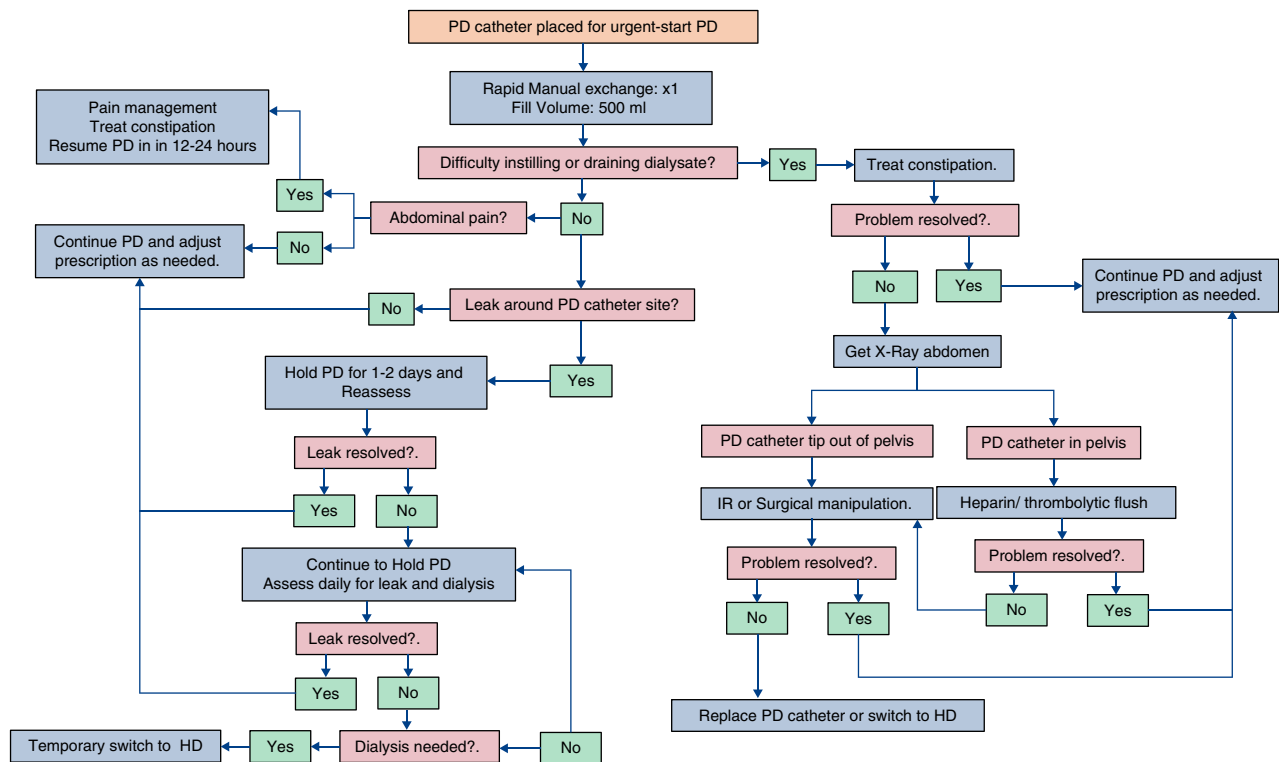 PD catheter placed for urgent-start PD
Rapid Manual exchange: x1
Fill Volume: 500 ml
Pain management
Treat constipation
Resume PD in in 12-24 hours
Difficulty instilling or draining dialysate?
Yes
Treat constipation.
Yes
Abdominal pain?
No
Problem resolved?.
Continue PD and adjust
prescription as needed.
No
No
Yes
Continue PD and adjust
prescription as needed.
No
Leak around PD catheter site?
Get X-Ray abdomen
Hold PD for 1-2 days and
Reassess
Yes
PD catheter tip out of pelvis
PD catheter in pelvis
Leak resolved?.
Yes
No
IR or Surgical manipulation.
Heparin/ thrombolytic flush
Continue to Hold PD
Assess daily for leak and dialysis
Problem resolved?.
Problem resolved?.
No
Yes
No
Yes
Leak resolved?.
Yes
No
Replace PD catheter or switch to HD
Temporary switch to HD
Yes
Dialysis needed?.
No